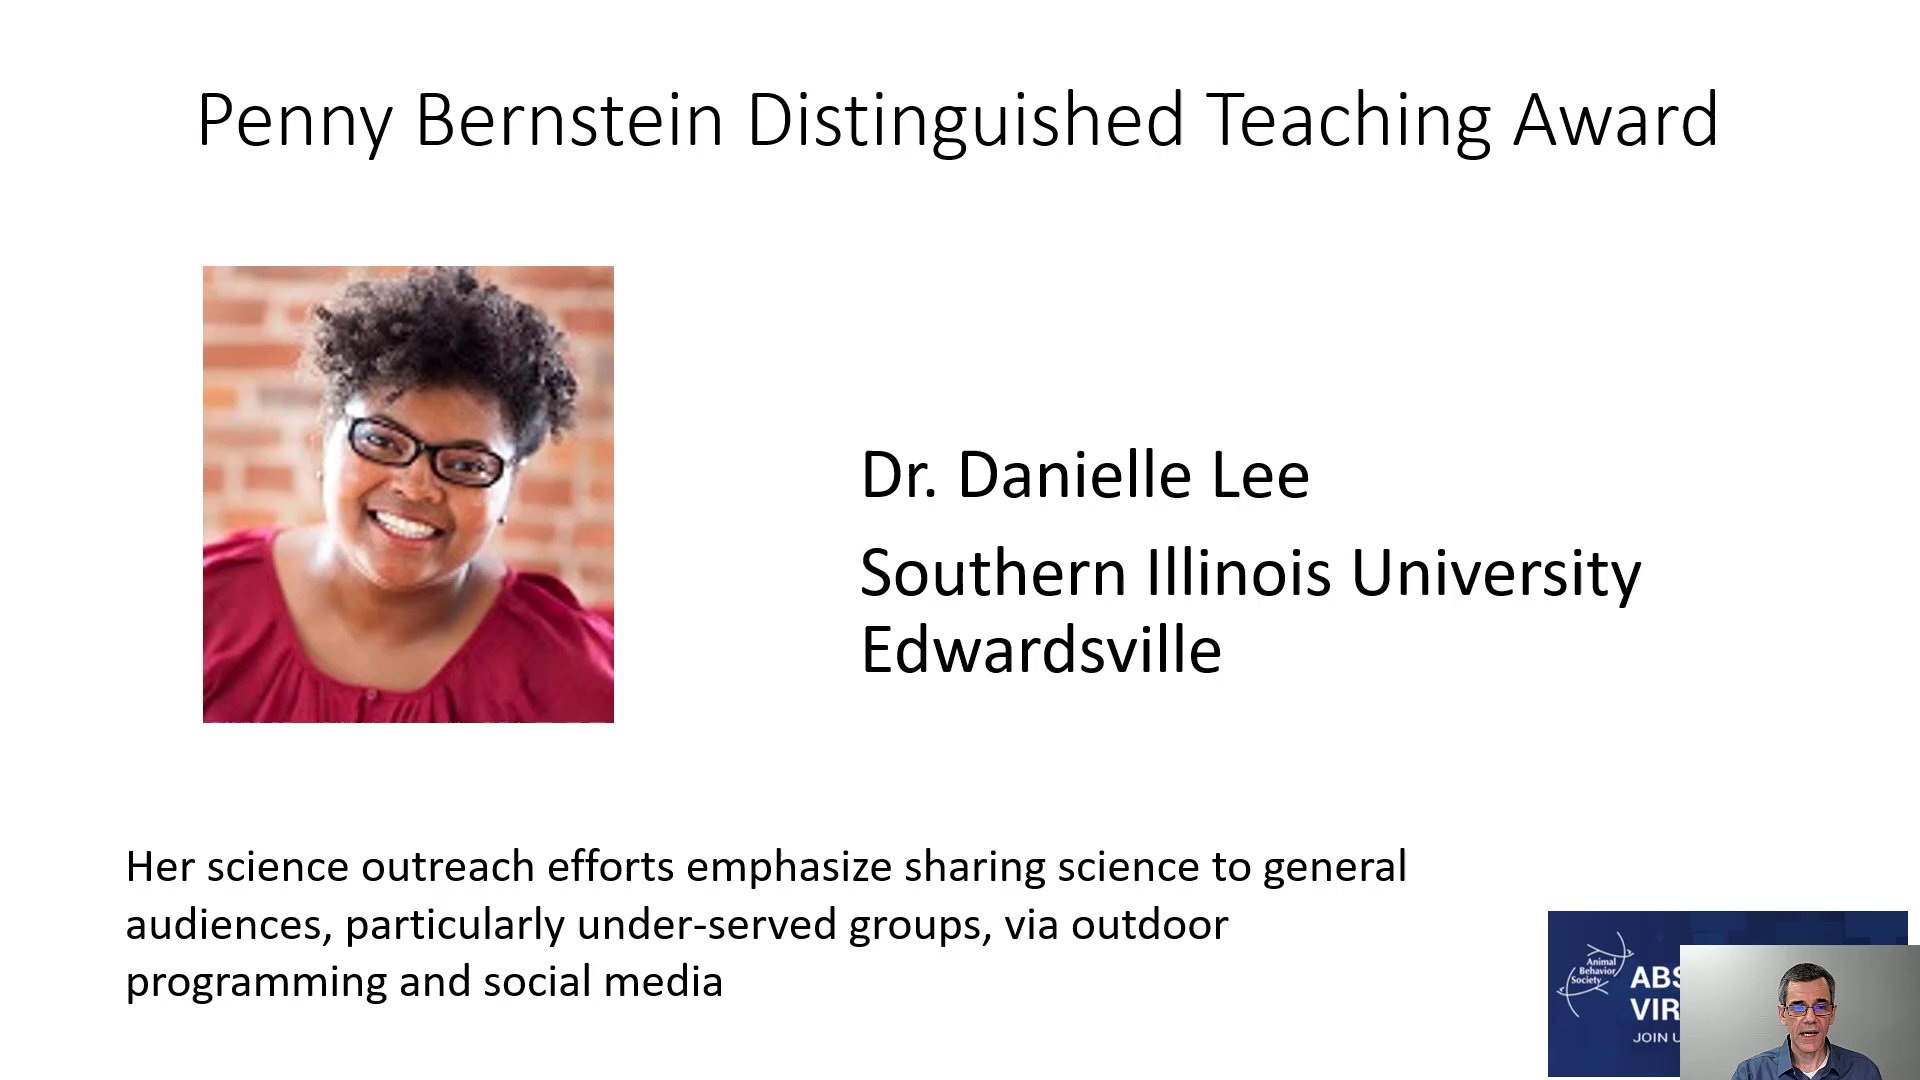 Penny Bernstein Distinguished Teaching Award
Dr. Danielle Lee
Southern Illinois University
Edwardsville
Her science outreach efforts emphasize sharing science to general
audiences, particularly under-served groups, via outdoor
programming and social media
Animal
Behavior
Society
JOIN